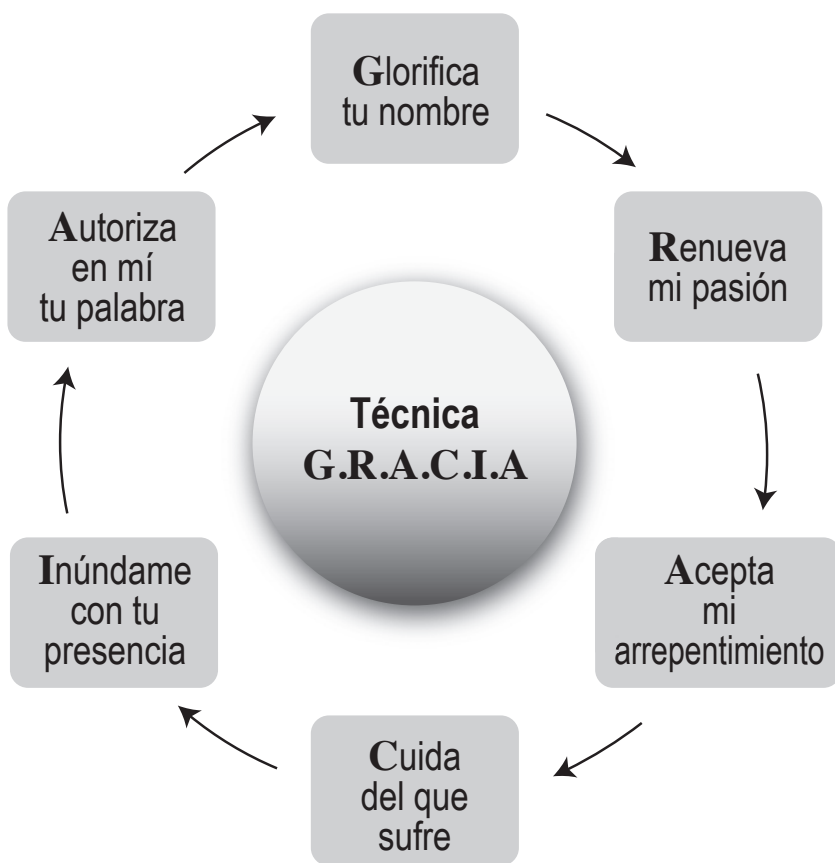 Glorifica
tu nombre
Renueva
mi pasión
Acepta
mi
arrepentimiento
Cuida
del que
sufre
Inúndame
con tu
presencia
Autoriza
en mí
tu palabra
Técnica
G.R.A.C.I.A